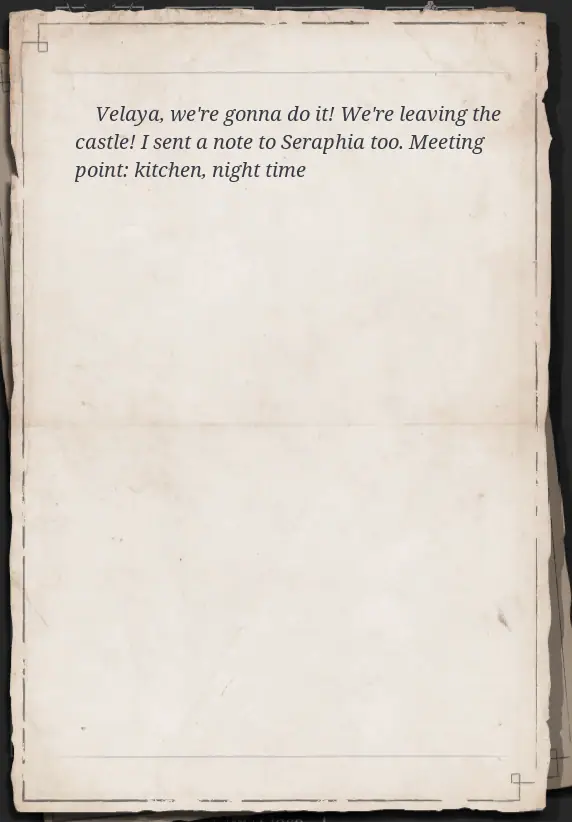 Velaya, we're gonna do it! We're leaving the
castle! I sent a note to Seraphia too. Meeting
point: kitchen, night time